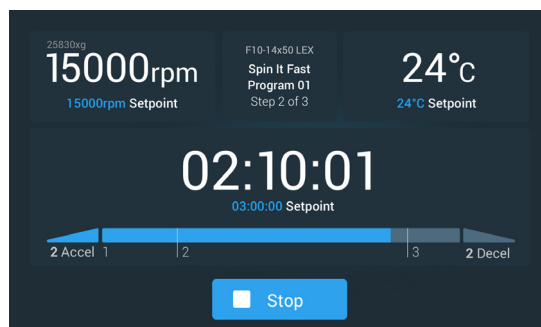 25830xg
15000rpm
15000rpm Setpoint
F10-14x50 LEX
Spin It Fast
Program 01
Step 2 of 3
24°c
24°C Setpoint
02:10:01
03:00:00 Setpoint
2 Accel 1 2 3 2 Decel
Stop